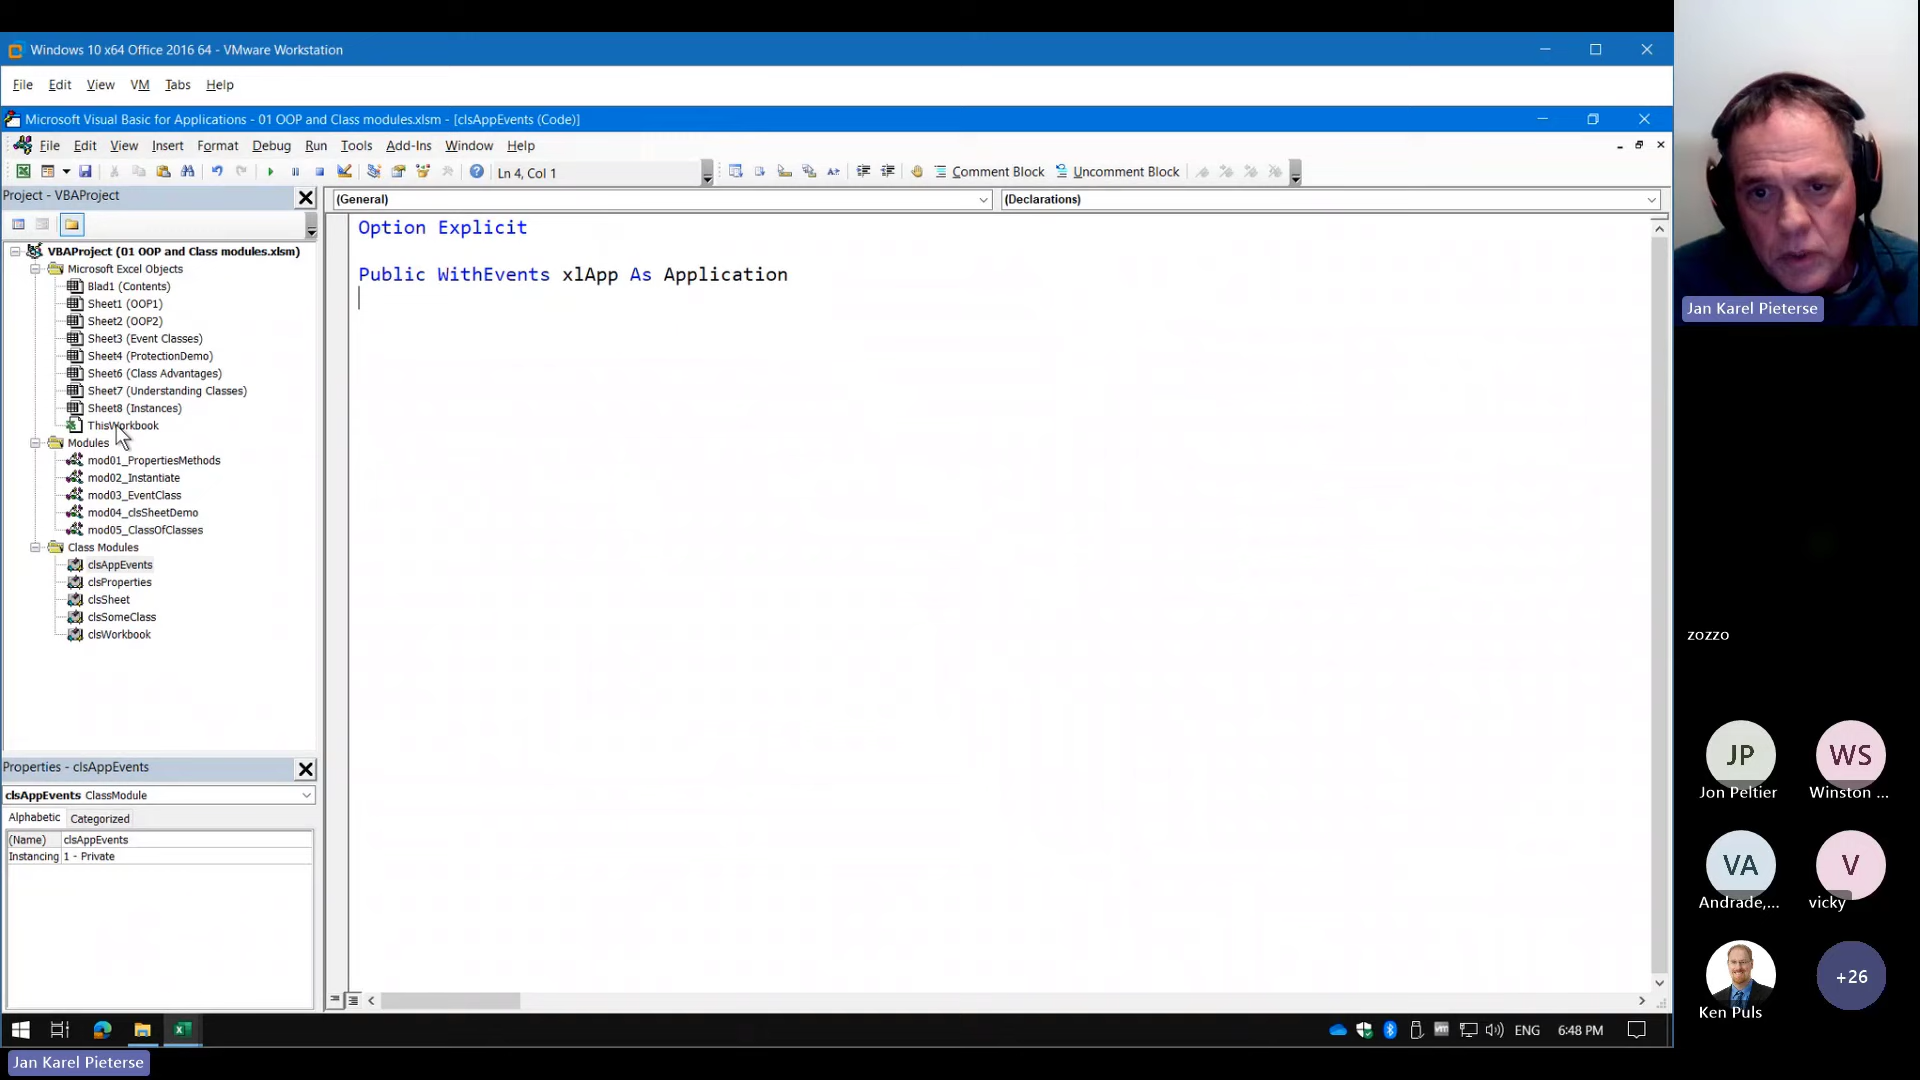 Windows 10 x64 Office 2016 64 - VMware Workstation
File Edit View VM Tabs Help
Microsoft Visual Basic for Applications - 01 OOP and Class modules.xlsm - [clsAppEvents (Code)]
File Edit View Insert Format Debug Run Tools Add-Ins Window Help
Ln 4, Col 1
Comment Block
Uncomment Block
Project - VBAProject
(General)
(Declarations)
VBAProject (01 OOP and Class modules.xlsm)
Microsoft Excel Objects
Blad1 (Contents)
Sheet1 (OOP1)
Sheet2 (OOP2)
Sheet3 (Event Classes)
Sheet4 (ProtectionDemo)
Sheet6 (Class Advantages)
Sheet7 (Understanding Classes)
Sheet8 (Instances)
ThisWorkbook
Modules
mod01_PropertiesMethods
mod02_Instantiate
mod03_EventClass
mod04_clsSheetDemo
mod05_ClassOfClasses
Class Modules
clsAppEvents
clsProperties
clsSheet
clsSomeClass
clsWorkbook
Option Explicit
Public WithEvents xlApp As Application
Properties - clsAppEvents
clsAppEvents ClassModule
Alphabetic Categorized
(Name) clsAppEvents
Instancing 1 - Private
ENG
6:48 PM
Jan Karel Pieterse
Jan Karel Pieterse
zozzo
JP
Jon Peltier
WS
Winston ...
VA
Andrade,...
V
vicky
Ken Puls
+26